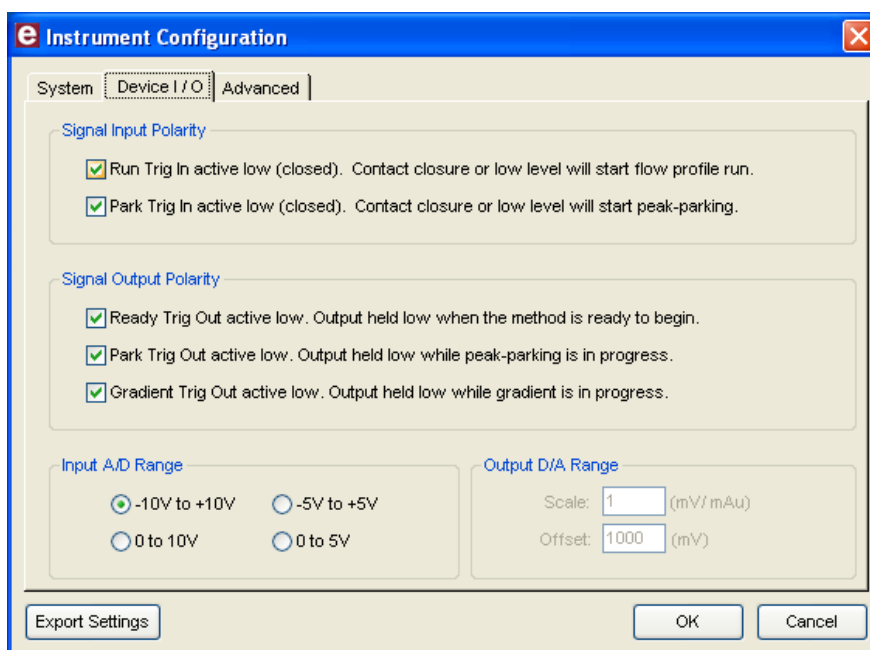 e Instrument Configuration
System Device I / O Advanced
Signal Input Polarity
Run Trig In active low (closed). Contact closure or low level will start flow profile run.
Park Trig In active low (closed). Contact closure or low level will start peak-parking.
Signal Output Polarity
Ready Trig Out active low. Output held low when the method is ready to begin.
Park Trig Out active low. Output held low while peak-parking is in progress.
Gradient Trig Out active low. Output held low while gradient is in progress.
Input A/D Range
-10V to +10V -5V to +5V
0 to 10V 0 to 5V
Output D/A Range
Scale: 1 (mV/mAu)
Offset: 1000 (mV)
Export Settings OK Cancel